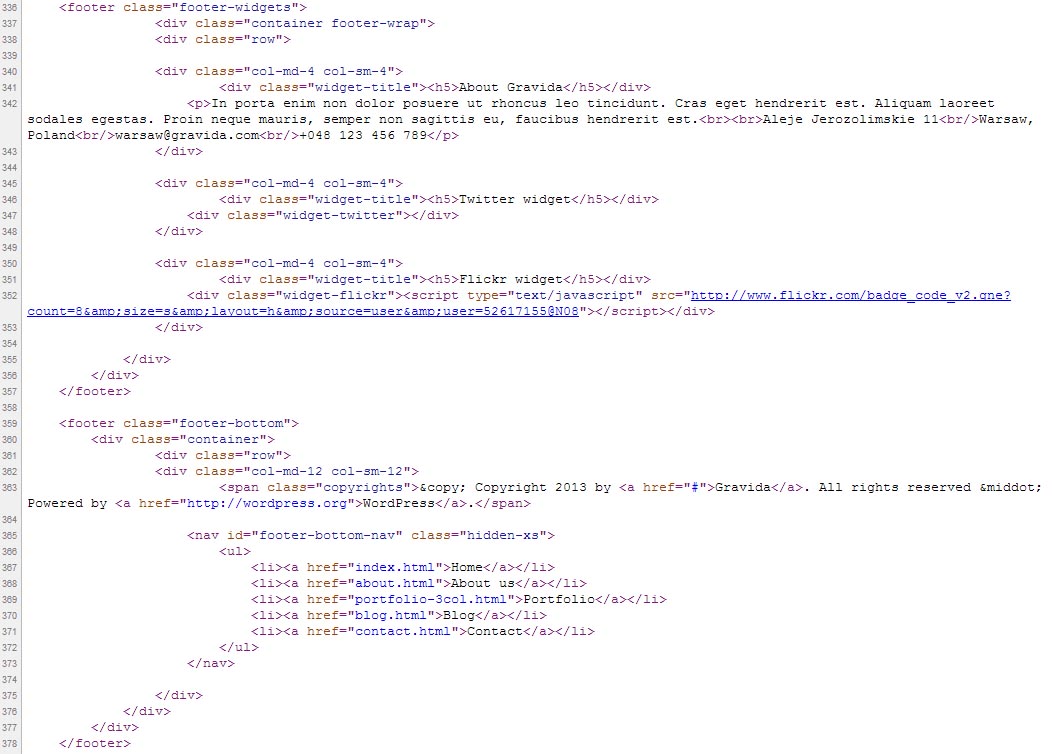 336 <footer class="footer-widgets">
337 <div class="container footer-wrap">
338 <div class="row">
339
340 <div class="col-md-4 col-sm-4">
341 <div class="widget-title"><h5>About Gravida</h5></div>
342 <p>In porta enim non dolor posuere ut rhoncus leo tincidunt. Cras eget hendrerit est. Aliquam laoreet
sodales egestas. Proin neque mauris, semper non sagittis eu, faucibus hendrerit est.<br><br>Aleje Jerozolimskie 11<br/>Warsaw,
Poland<br/>warsaw@gravida.com<br/>+048 123 456 789</p>
343 </div>
344
345 <div class="col-md-4 col-sm-4">
346 <div class="widget-title"><h5>Twitter widget</h5></div>
347 <div class="widget-twitter"></div>
348 </div>
349
350 <div class="col-md-4 col-sm-4">
351 <div class="widget-title"><h5>Flickr widget</h5></div>
352 <div class="widget-flickr"><script type="text/javascript" src="http://www.flickr.com/badge_code_v2.gne?
count=8&amp;size=s&amp;layout=h&amp;source=user&amp;user=52617155@N08"></script></div>
353 </div>
354
355 </div>
356 </div>
357 </footer>
358
359 <footer class="footer-bottom">
360 <div class="container">
361 <div class="row">
362 <div class="col-md-12 col-sm-12">
363 <span class="copyrights">&copy; Copyright 2013 by <a href="#">Gravida</a>. All rights reserved &middot;
Powered by <a href="http://wordpress.org">WordPress</a>.</span>
364
365 <nav id="footer-bottom-nav" class="hidden-xs">
366 <ul>
367 <li><a href="index.html">Home</a></li>
368 <li><a href="about.html">About us</a></li>
369 <li><a href="portfolio-3col.html">Portfolio</a></li>
370 <li><a href="blog.html">Blog</a></li>
371 <li><a href="contact.html">Contact</a></li>
372 </ul>
373 </nav>
374
375 </div>
376 </div>
377 </div>
378 </footer>